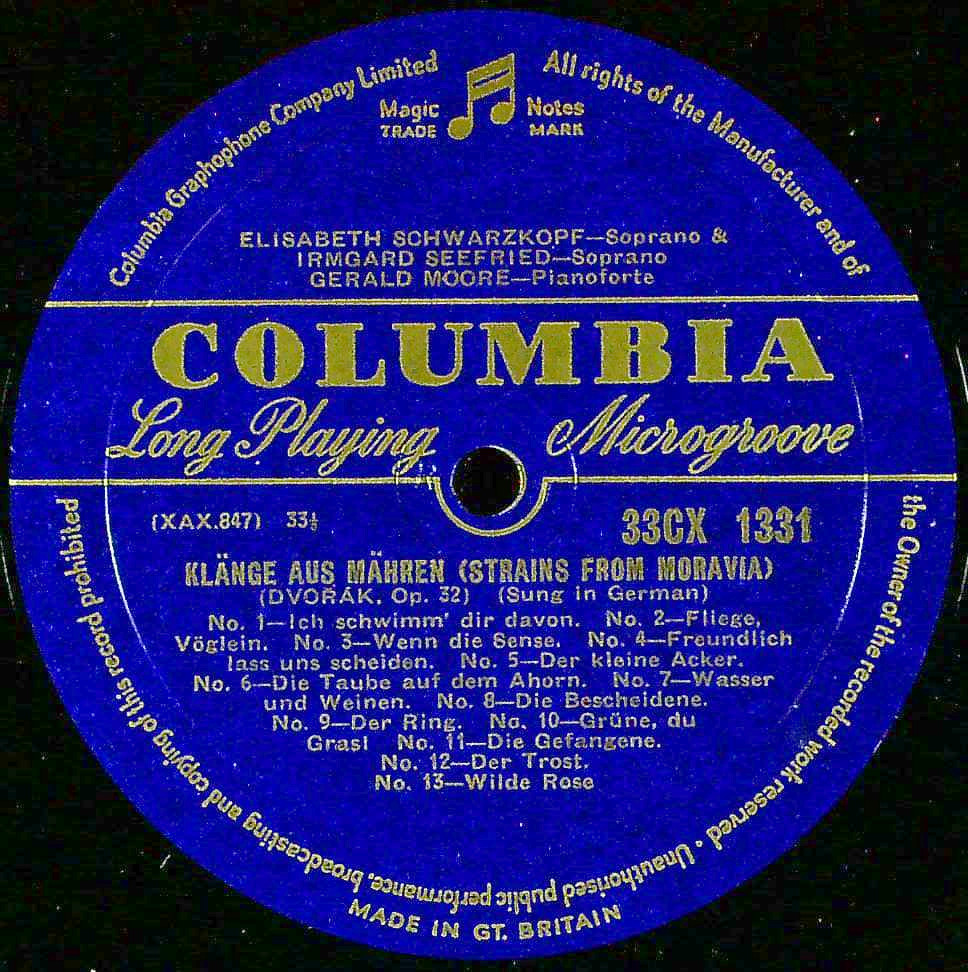 Columbia Graphophone Company Limited
Magic Notes
TRADE MARK
All rights of the Manufacturer and of
the Owner of the recorded work reserved · Unauthorised public performance, broadcasting and copying of this record prohibited
ELISABETH SCHWARZKOPF—Soprano &
IRMGARD SEEFRIED—Soprano
GERALD MOORE—Pianoforte
COLUMBIA
Long Playing Microgroove
(XAX.847) 33⅓ 33CX 1331
KLÄNGE AUS MÄHREN (STRAINS FROM MORAVIA)
(DVOŘÁK, Op. 32) (Sung in German)
No. 1—Ich schwimm' dir davon. No. 2—Fliege,
Vöglein. No. 3—Wenn die Sense. No. 4—Freundlich
lass uns scheiden. No. 5—Der kleine Acker.
No. 6—Die Taube auf dem Ahorn. No. 7—Wasser
und Weinen. No. 8—Die Bescheidene.
No. 9—Der Ring. No. 10—Grüne, du
Gras! No. 11—Die Gefangene.
No. 12—Der Trost.
No. 13—Wilde Rose
MADE IN GT. BRITAIN